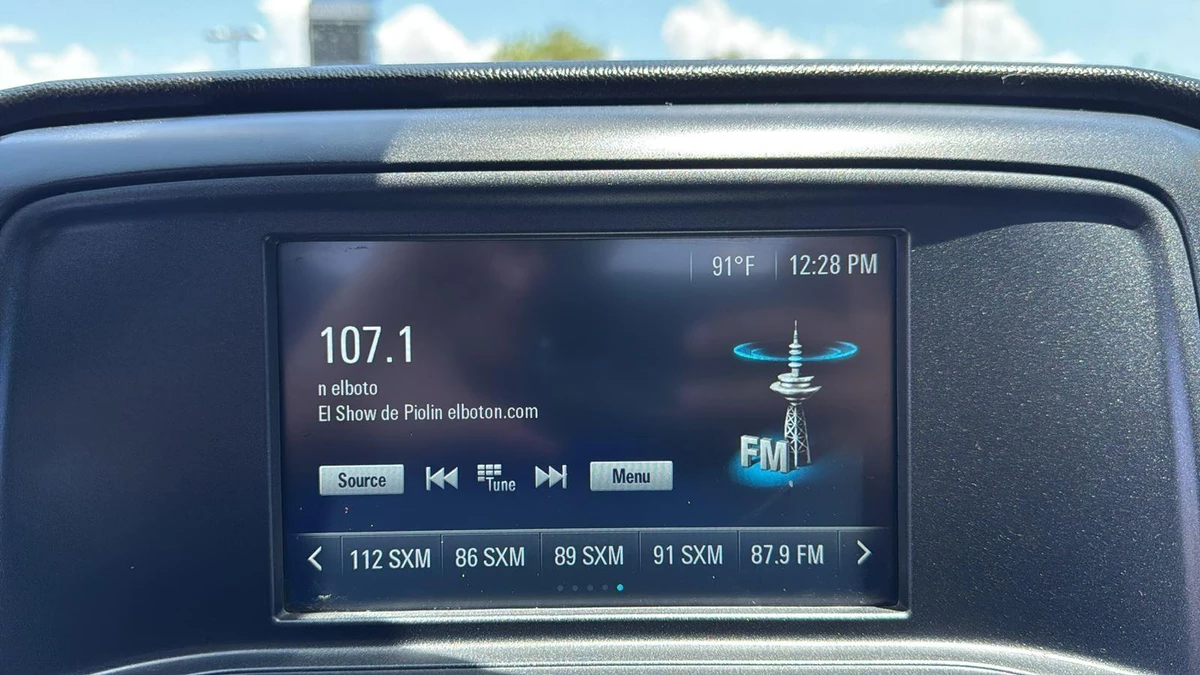 91°F 12:28 PM
107.1
n elboto
El Show de Piolin elboton.com
FM
Source Tune Menu
112 SXM 86 SXM 89 SXM 91 SXM 87.9 FM